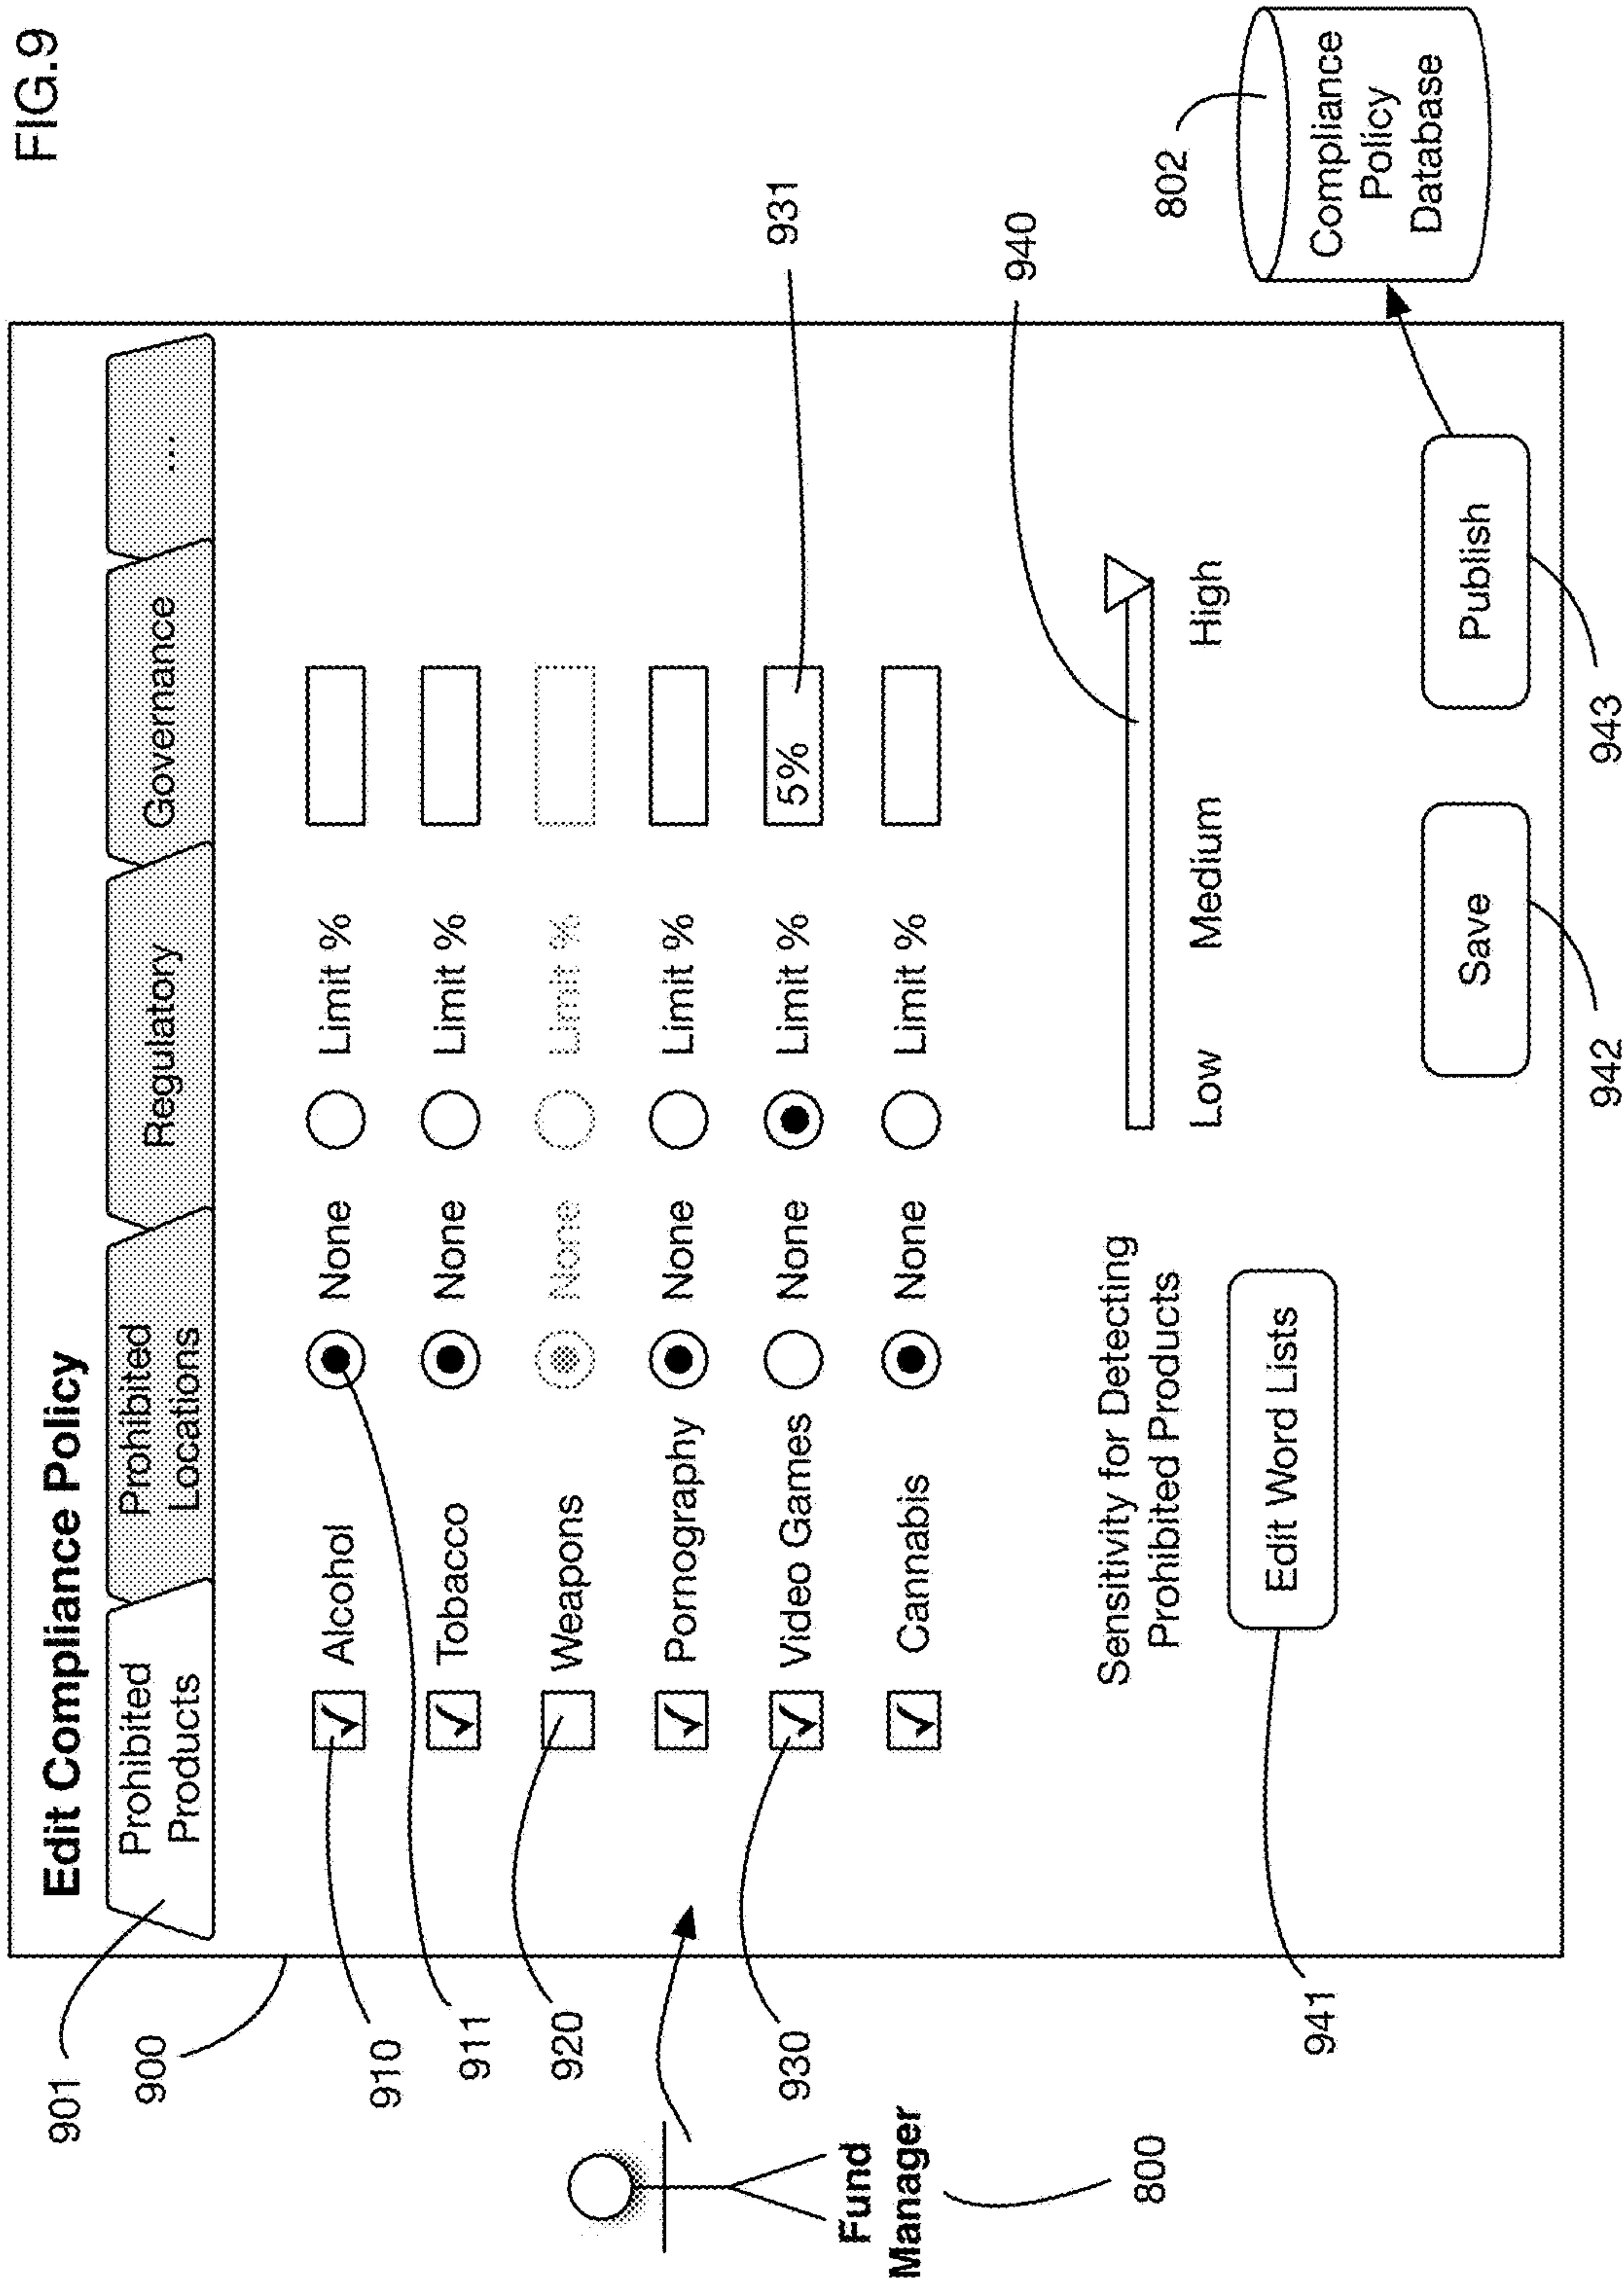 FIG.9
Edit Compliance Policy
901
Prohibited
Products
Prohibited
Locations
Regulatory
Governance
...
900
910
Alcohol
None
Limit %
911
Tobacco
None
Limit %
920
Weapons
None
Limit %
Pornography
None
Limit %
930
Video Games
None
Limit %
5%
931
Cannabis
None
Limit %
Fund
Manager
800
Sensitivity for Detecting
Prohibited Products
Low
Medium
High
940
Edit Word Lists
941
Save
942
Publish
943
802
Compliance
Policy
Database